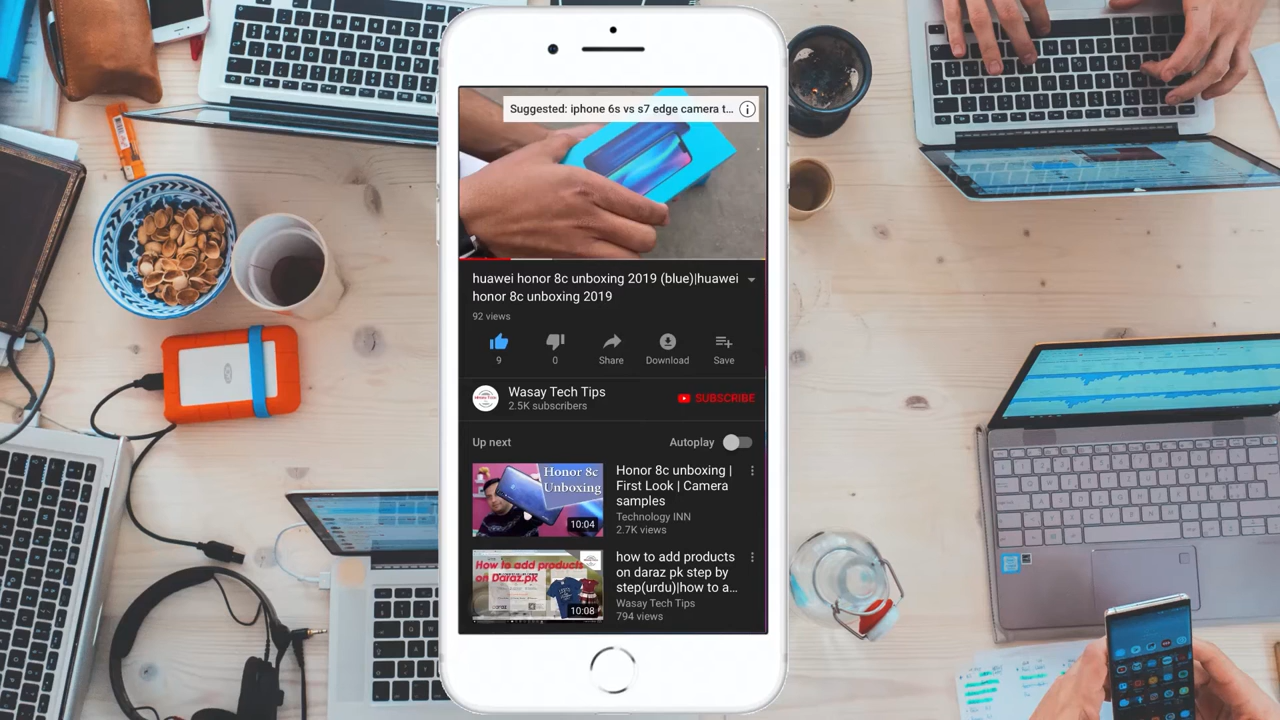 Suggested: iphone 6s vs s7 edge camera t...
huawei honor 8c unboxing 2019 (blue)|huawei
honor 8c unboxing 2019
92 views
9
0
Share
Download
Save
Wasay Tech Tips
2.5K subscribers
SUBSCRIBE
Up next
Autoplay
Honor 8c
Unboxing
10:04
Honor 8c unboxing |
First Look | Camera
samples
Technology INN
2.7K views
How to add products
on Daraz.pk
10:08
how to add products
on daraz pk step by
step(urdu)|how to a...
Wasay Tech Tips
794 views